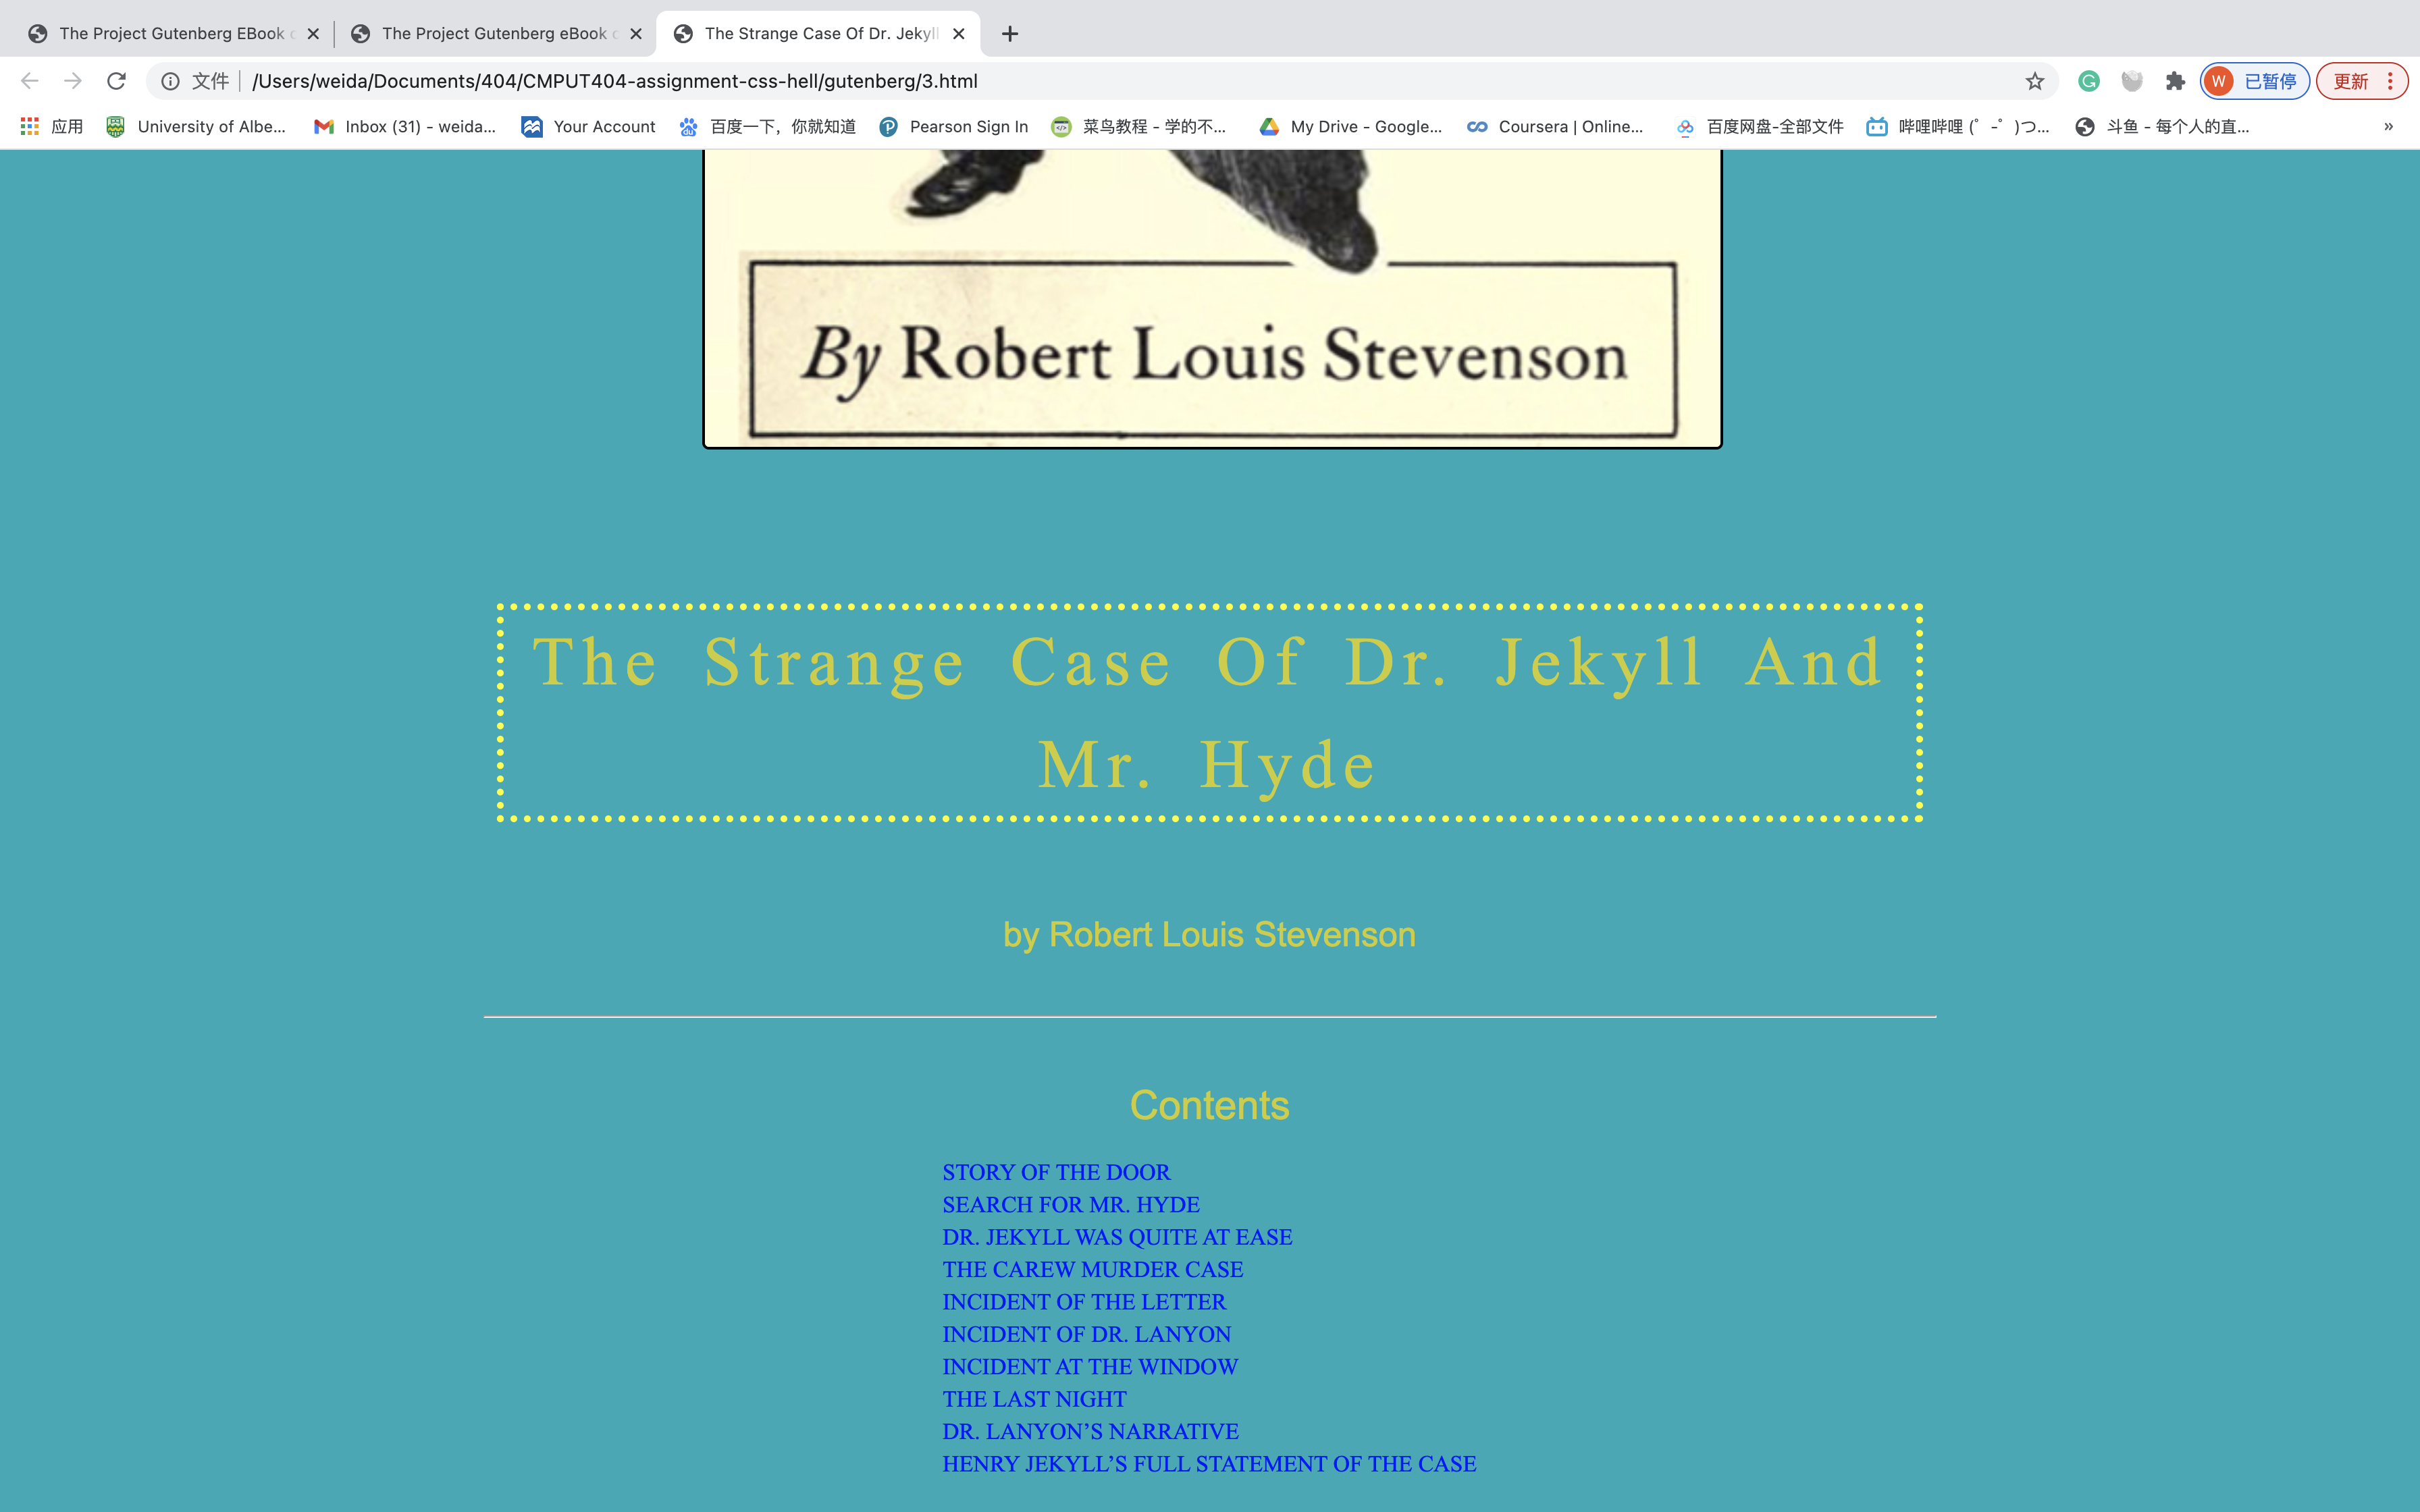 The Project Gutenberg EBook
The Project Gutenberg eBook
The Strange Case Of Dr. Jekyll
文件 /Users/weida/Documents/404/CMPUT404-assignment-css-hell/gutenberg/3.html
W 已暂停 更新
应用 University of Albe... Inbox (31) - weida... Your Account 百度一下，你就知道 Pearson Sign In 菜鸟教程 - 学的不... My Drive - Google... Coursera | Online... 百度网盘-全部文件 哔哩哔哩 (゜-゜)つ... 斗鱼 - 每个人的直... »
By Robert Louis Stevenson
The Strange Case Of Dr. Jekyll And
Mr. Hyde
by Robert Louis Stevenson
Contents
STORY OF THE DOOR
SEARCH FOR MR. HYDE
DR. JEKYLL WAS QUITE AT EASE
THE CAREW MURDER CASE
INCIDENT OF THE LETTER
INCIDENT OF DR. LANYON
INCIDENT AT THE WINDOW
THE LAST NIGHT
DR. LANYON’S NARRATIVE
HENRY JEKYLL’S FULL STATEMENT OF THE CASE